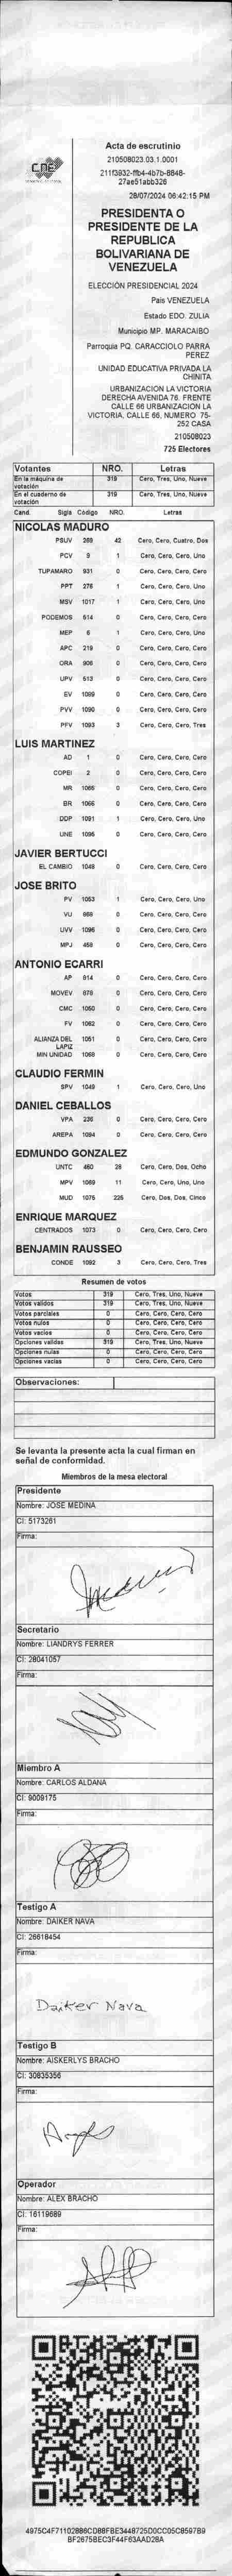 Acta de escrutinio
210508023.03.1.0001
211f3932-ffb4-4b7b-8848-
27ae51abb326
28/07/2024 06:42:15 PM
CNE
PRESIDENTA O
PRESIDENTE DE LA
REPUBLICA
BOLIVARIANA DE
VENEZUELA
ELECCIÓN PRESIDENCIAL 2024
País VENEZUELA
Estado EDO. ZULIA
Municipio MP. MARACAIBO
Parroquia PQ. CARACCIOLO PARRA
PEREZ
UNIDAD EDUCATIVA PRIVADA LA
CHINITA
URBANIZACION LA VICTORIA
DERECHA AVENIDA 76. FRENTE
CALLE 68 URBANIZACION LA
VICTORIA, CALLE 66, NUMERO 75-
252 CASA
210508023
725 Electores
Votantes NRO. Letras
En la máquina de votación 319 Cero, Tres, Uno, Nueve
En el cuaderno de votación 319 Cero, Tres, Uno, Nueve
Cand. Sigla Código NRO. Letras
NICOLAS MADURO
PSUV 269 42 Cero, Cero, Cuatro, Dos
PCV 9 1 Cero, Cero, Cero, Uno
TUPAMARO 931 0 Cero, Cero, Cero, Cero
PPT 276 1 Cero, Cero, Cero, Uno
MSV 1017 1 Cero, Cero, Cero, Uno
PODEMOS 514 0 Cero, Cero, Cero, Cero
MEP 6 1 Cero, Cero, Cero, Uno
APC 219 0 Cero, Cero, Cero, Cero
ORA 906 0 Cero, Cero, Cero, Cero
UPV 513 0 Cero, Cero, Cero, Cero
EV 1089 0 Cero, Cero, Cero, Cero
PVV 1090 0 Cero, Cero, Cero, Cero
PFV 1093 3 Cero, Cero, Cero, Tres
LUIS MARTINEZ
AD 1 0 Cero, Cero, Cero, Cero
COPEI 2 0 Cero, Cero, Cero, Cero
MR 1065 0 Cero, Cero, Cero, Cero
BR 1066 0 Cero, Cero, Cero, Cero
DDP 1091 1 Cero, Cero, Cero, Uno
UNE 1095 0 Cero, Cero, Cero, Cero
JAVIER BERTUCCI
EL CAMBIO 1048 0 Cero, Cero, Cero, Cero
JOSE BRITO
PV 1053 1 Cero, Cero, Cero, Uno
VU 868 0 Cero, Cero, Cero, Cero
UVV 1096 0 Cero, Cero, Cero, Cero
MPJ 458 0 Cero, Cero, Cero, Cero
ANTONIO ECARRI
AP 914 0 Cero, Cero, Cero, Cero
MOVEV 878 0 Cero, Cero, Cero, Cero
CMC 1050 0 Cero, Cero, Cero, Cero
FV 1062 0 Cero, Cero, Cero, Cero
ALIANZA DEL LAPIZ 1051 0 Cero, Cero, Cero, Cero
MIN UNIDAD 1068 0 Cero, Cero, Cero, Cero
CLAUDIO FERMIN
SPV 1049 1 Cero, Cero, Cero, Uno
DANIEL CEBALLOS
VPA 236 0 Cero, Cero, Cero, Cero
AREPA 1094 0 Cero, Cero, Cero, Cero
EDMUNDO GONZALEZ
UNTC 460 28 Cero, Cero, Dos, Ocho
MPV 1069 11 Cero, Cero, Uno, Uno
MUD 1075 225 Cero, Dos, Dos, Cinco
ENRIQUE MARQUEZ
CENTRADOS 1073 0 Cero, Cero, Cero, Cero
BENJAMIN RAUSSEO
CONDE 1092 3 Cero, Cero, Cero, Tres
Resumen de votos
Votos 319 Cero, Tres, Uno, Nueve
Votos validos 319 Cero, Tres, Uno, Nueve
Votos parciales 0 Cero, Cero, Cero, Cero
Votos nulos 0 Cero, Cero, Cero, Cero
Votos vacios 0 Cero, Cero, Cero, Cero
Opciones validas 319 Cero, Tres, Uno, Nueve
Opciones nulas 0 Cero, Cero, Cero, Cero
Opciones vacias 0 Cero, Cero, Cero, Cero
Observaciones:
Se levanta la presente acta la cual firman en
señal de conformidad.
Miembros de la mesa electoral
Presidente
Nombre: JOSE MEDINA
CI: 5173261
Firma:
Secretario
Nombre: LIANDRYS FERRER
CI: 28041057
Firma:
Miembro A
Nombre: CARLOS ALDANA
CI: 9009175
Firma:
Testigo A
Nombre: DAIKER NAVA
CI: 26618454
Firma:
Daiker Nava
Testigo B
Nombre: AISKERLYS BRACHO
CI: 30835356
Firma:
Operador
Nombre: ALEX BRACHO
CI: 16119689
Firma:
4975C4F71102886CD88FBE3448725D0CC05C8597B9
BF2675BEC3F44F63AAD28A